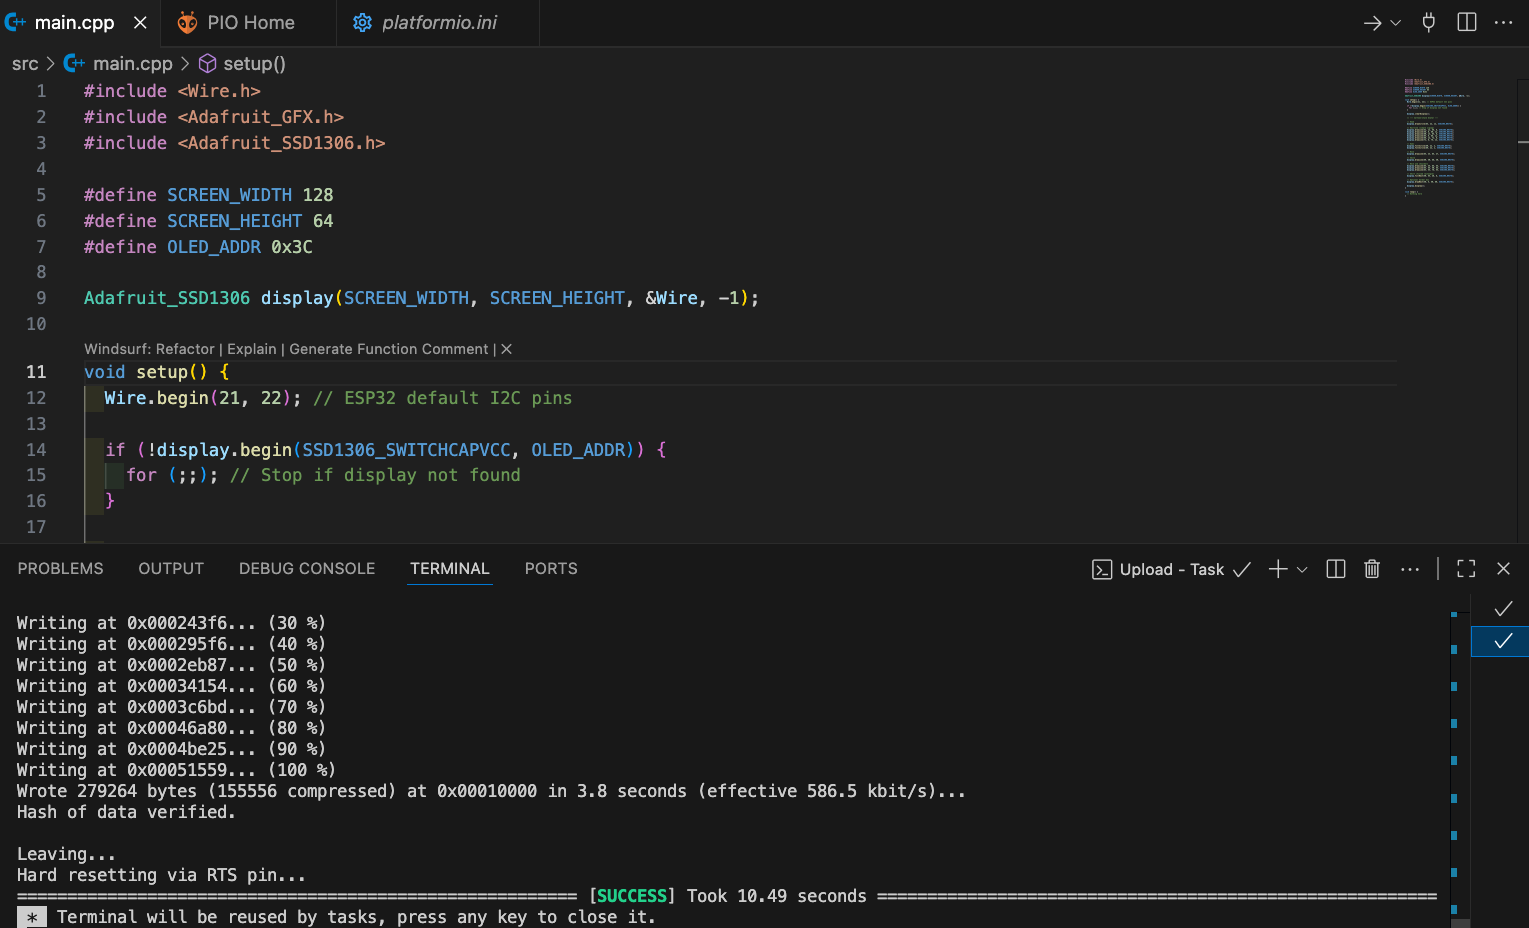 main.cpp
PIO Home
platformio.ini
src > main.cpp > setup()
1 #include <Wire.h>
2 #include <Adafruit_GFX.h>
3 #include <Adafruit_SSD1306.h>
4
5 #define SCREEN_WIDTH 128
6 #define SCREEN_HEIGHT 64
7 #define OLED_ADDR 0x3C
8
9 Adafruit_SSD1306 display(SCREEN_WIDTH, SCREEN_HEIGHT, &Wire, -1);
10
Windsurf: Refactor | Explain | Generate Function Comment | ×
11 void setup() {
12 Wire.begin(21, 22); // ESP32 default I2C pins
13
14 if (!display.begin(SSD1306_SWITCHCAPVCC, OLED_ADDR)) {
15 for (;;); // Stop if display not found
16 }
17
PROBLEMS OUTPUT DEBUG CONSOLE TERMINAL PORTS
Upload - Task
Writing at 0x000243f6... (30 %)
Writing at 0x000295f6... (40 %)
Writing at 0x0002eb87... (50 %)
Writing at 0x00034154... (60 %)
Writing at 0x0003c6bd... (70 %)
Writing at 0x00046a80... (80 %)
Writing at 0x0004be25... (90 %)
Writing at 0x00051559... (100 %)
Wrote 279264 bytes (155556 compressed) at 0x00010000 in 3.8 seconds (effective 586.5 kbit/s)...
Hash of data verified.
Leaving...
Hard resetting via RTS pin...
======================================================== [SUCCESS] Took 10.49 seconds ========================================================
* Terminal will be reused by tasks, press any key to close it.